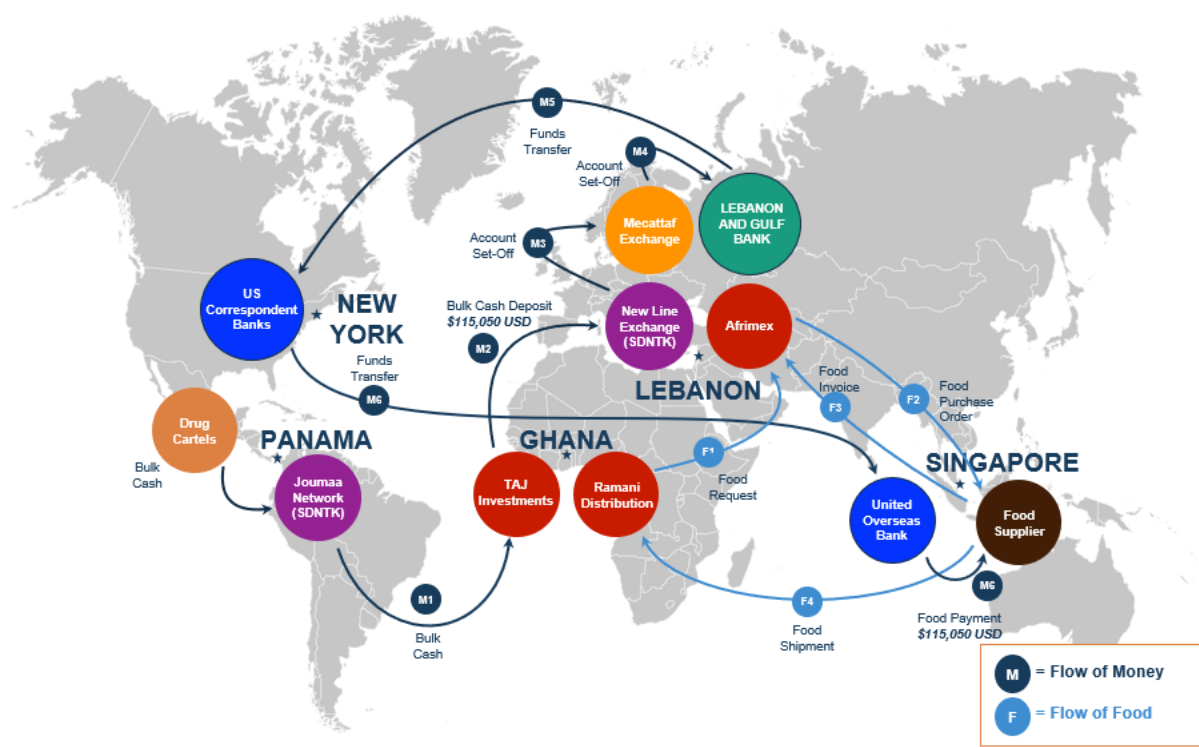 M5
Funds
Transfer
M4
Account
Set-Off
Mecattaf
Exchange
LEBANON
AND GULF
BANK
Account
Set-Off
M3
US
Correspondent
Banks
NEW
YORK
Bulk Cash Deposit
$115,050 USD
M2
New Line
Exchange
(SDNTK)
Afrimex
LEBANON
Funds
Transfer
M6
Food
Invoice
F3
F2
Food
Purchase
Order
Drug
Cartels
Bulk
Cash
PANAMA
Joumaa
Network
(SDNTK)
GHANA
TAJ
Investments
Ramani
Distribution
F1
Food
Request
SINGAPORE
United
Overseas
Bank
Food
Supplier
M1
Bulk
Cash
F4
Food
Shipment
M6
Food Payment
$115,050 USD
M = Flow of Money
F = Flow of Food